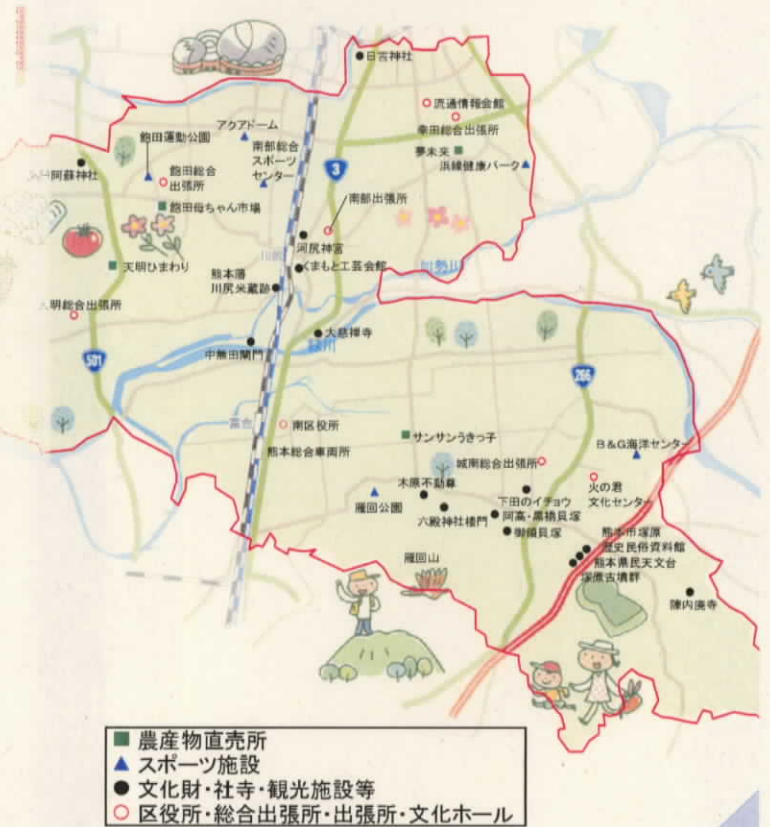 日吉神社
流通情報会館
幸田総合出張所
アクアドーム
飽田運動公園
南部総合
スポーツ
センター
夢未来
浜線健康パーク
3
阿蘇神社
飽田総合
出張所
飽田母ちゃん市場
南部出張所
河尻神宮
加勢川
くまもと工芸会館
天明ひまわり
熊本藩
川尻米蔵跡
明総合出張所
大慈禅寺
緑川
中無田閘門
501
266
富合
南区役所
サンサンうきっ子
熊本総合車両所
B&G海洋センター
城南総合出張所
木原不動尊
火の君
文化センター
雁回公園
下田のイチョウ
六殿神社楼門
阿高・黒橋貝塚
御領貝塚
熊本市塚原
歴史民俗資料館
雁回山
熊本県民天文台
塚原古墳群
陳内廃寺
農産物直売所
スポーツ施設
文化財・社寺・観光施設等
区役所・総合出張所・出張所・文化ホール